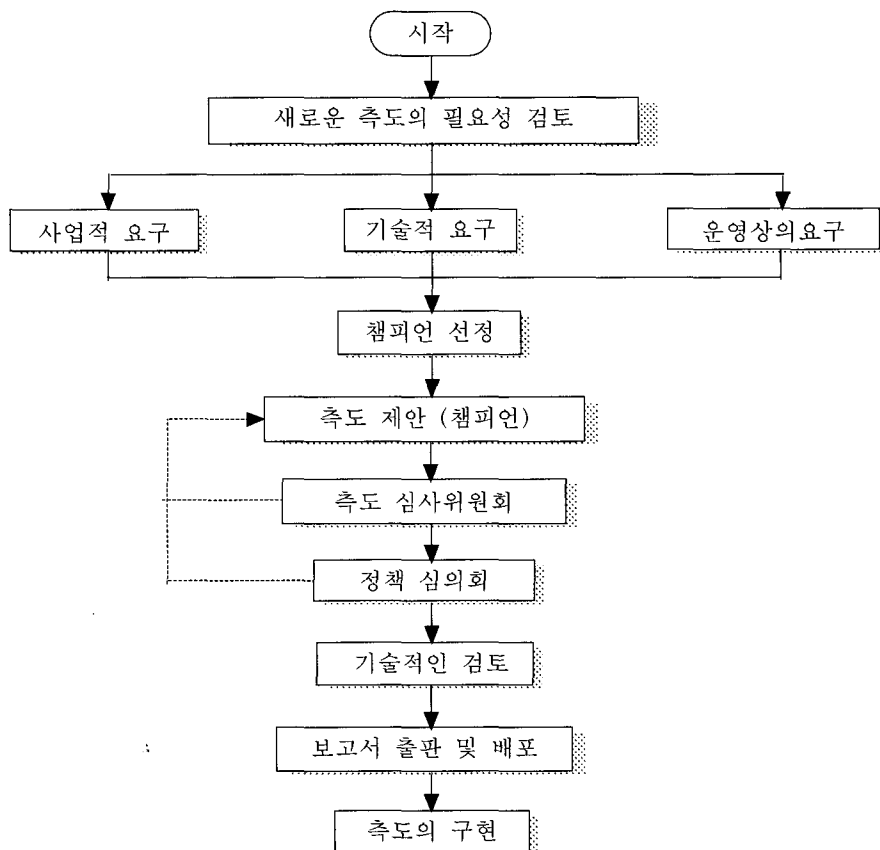 시작
새로운 측도의 필요성 검토
사업적 요구
기술적 요구
운영상의요구
챔피언 선정
측도 제안 (챔피언)
측도 심사위원회
정책 심의회
기술적인 검토
보고서 출판 및 배포
측도의 구현